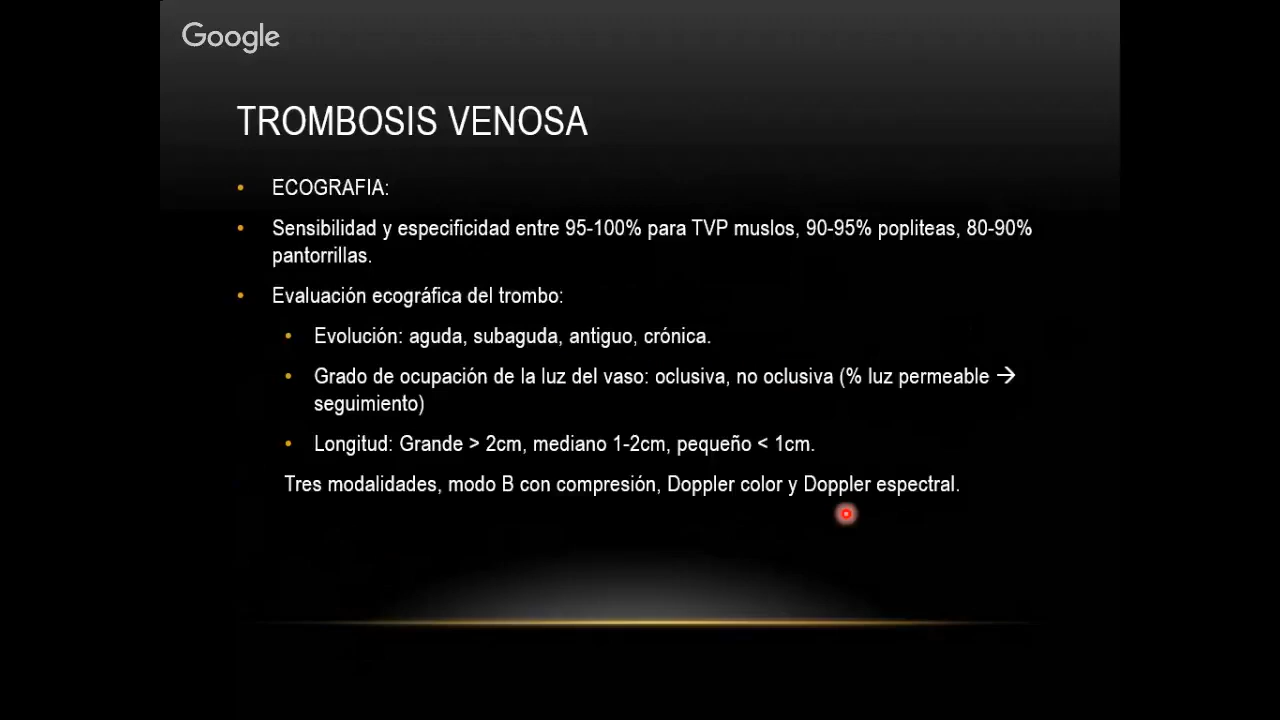 Google
TROMBOSIS VENOSA
• ECOGRAFIA:
• Sensibilidad y especificidad entre 95-100% para TVP muslos, 90-95% popliteas, 80-90%
pantorrillas.
• Evaluación ecográfica del trombo:
• Evolución: aguda, subaguda, antiguo, crónica.
• Grado de ocupación de la luz del vaso: oclusiva, no oclusiva (% luz permeable →
seguimiento)
• Longitud: Grande > 2cm, mediano 1-2cm, pequeño < 1cm.
Tres modalidades, modo B con compresión, Doppler color y Doppler espectral.